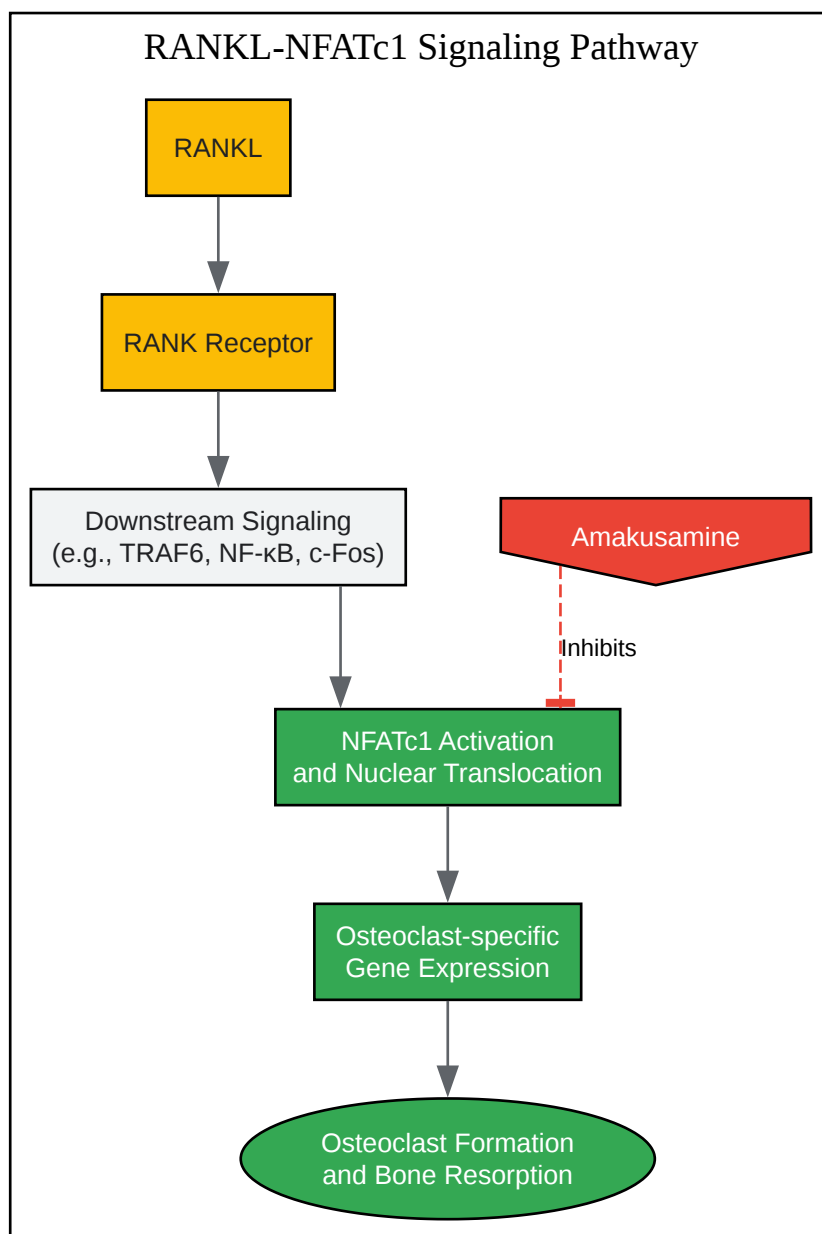 RANKL-NFATc1 Signaling Pathway
RANKL
RANK Receptor
Downstream Signaling
(e.g., TRAF6, NF-κB, c-Fos)
Amakusamine
Inhibits
NFATc1 Activation
and Nuclear Translocation
Osteoclast-specific
Gene Expression
Osteoclast Formation
and Bone Resorption